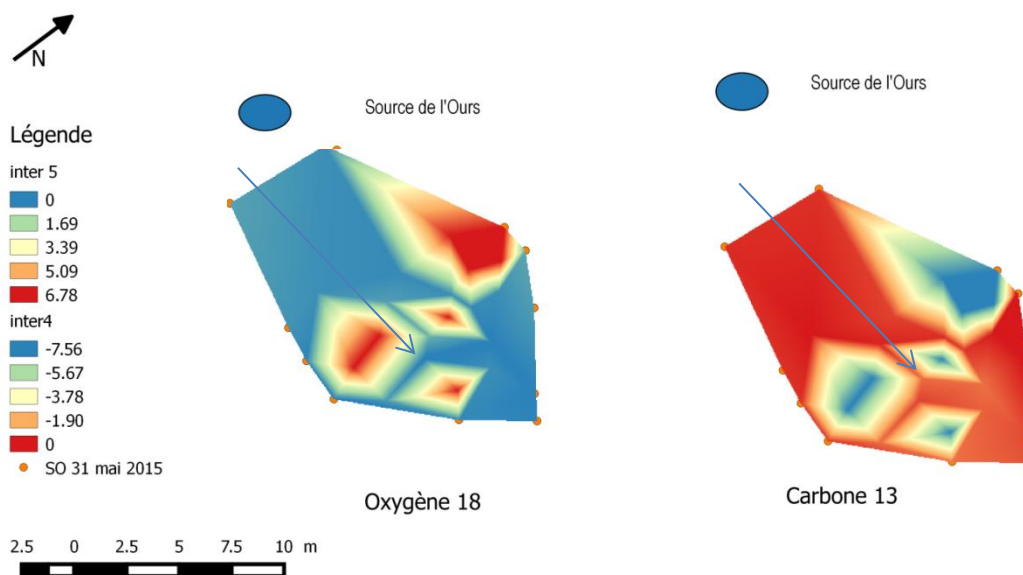 N
Source de l'Ours
Source de l'Ours
Légende
inter 5
0
1.69
3.39
5.09
6.78
inter4
-7.56
-5.67
-3.78
-1.90
0
SO 31 mai 2015
Oxygène 18
Carbone 13
2.5 0 2.5 5 7.5 10 m